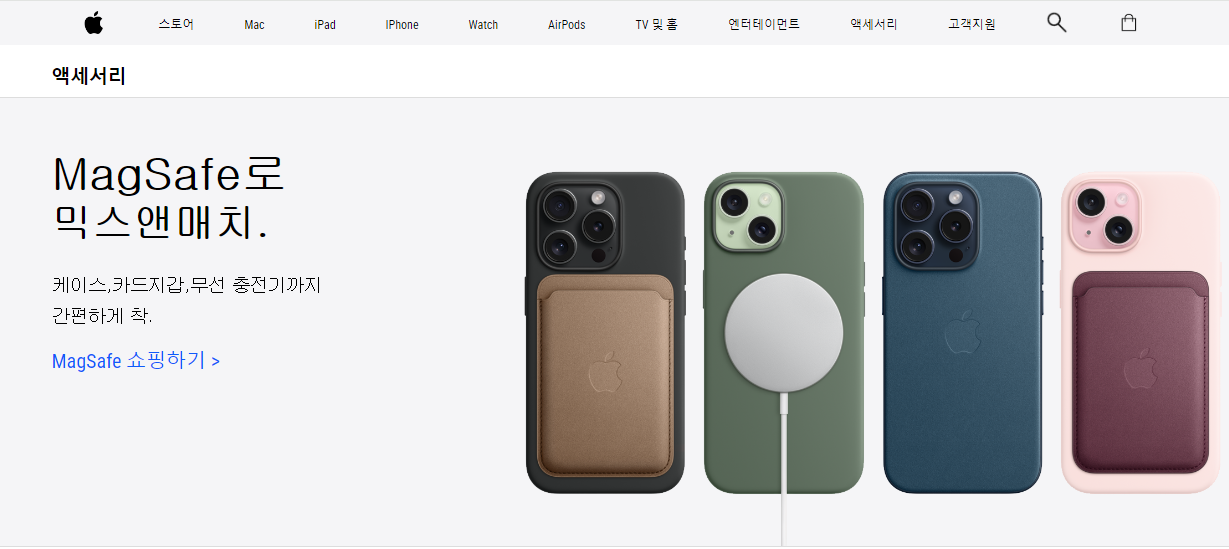 스토어 Mac iPad IPhone Watch AirPods TV 및 홈 엔터테인먼트 액세서리 고객지원
액세서리
MagSafe로
믹스앤매치.
케이스,카드지갑,무선 충전기까지
간편하게 착.
MagSafe 쇼핑하기 >